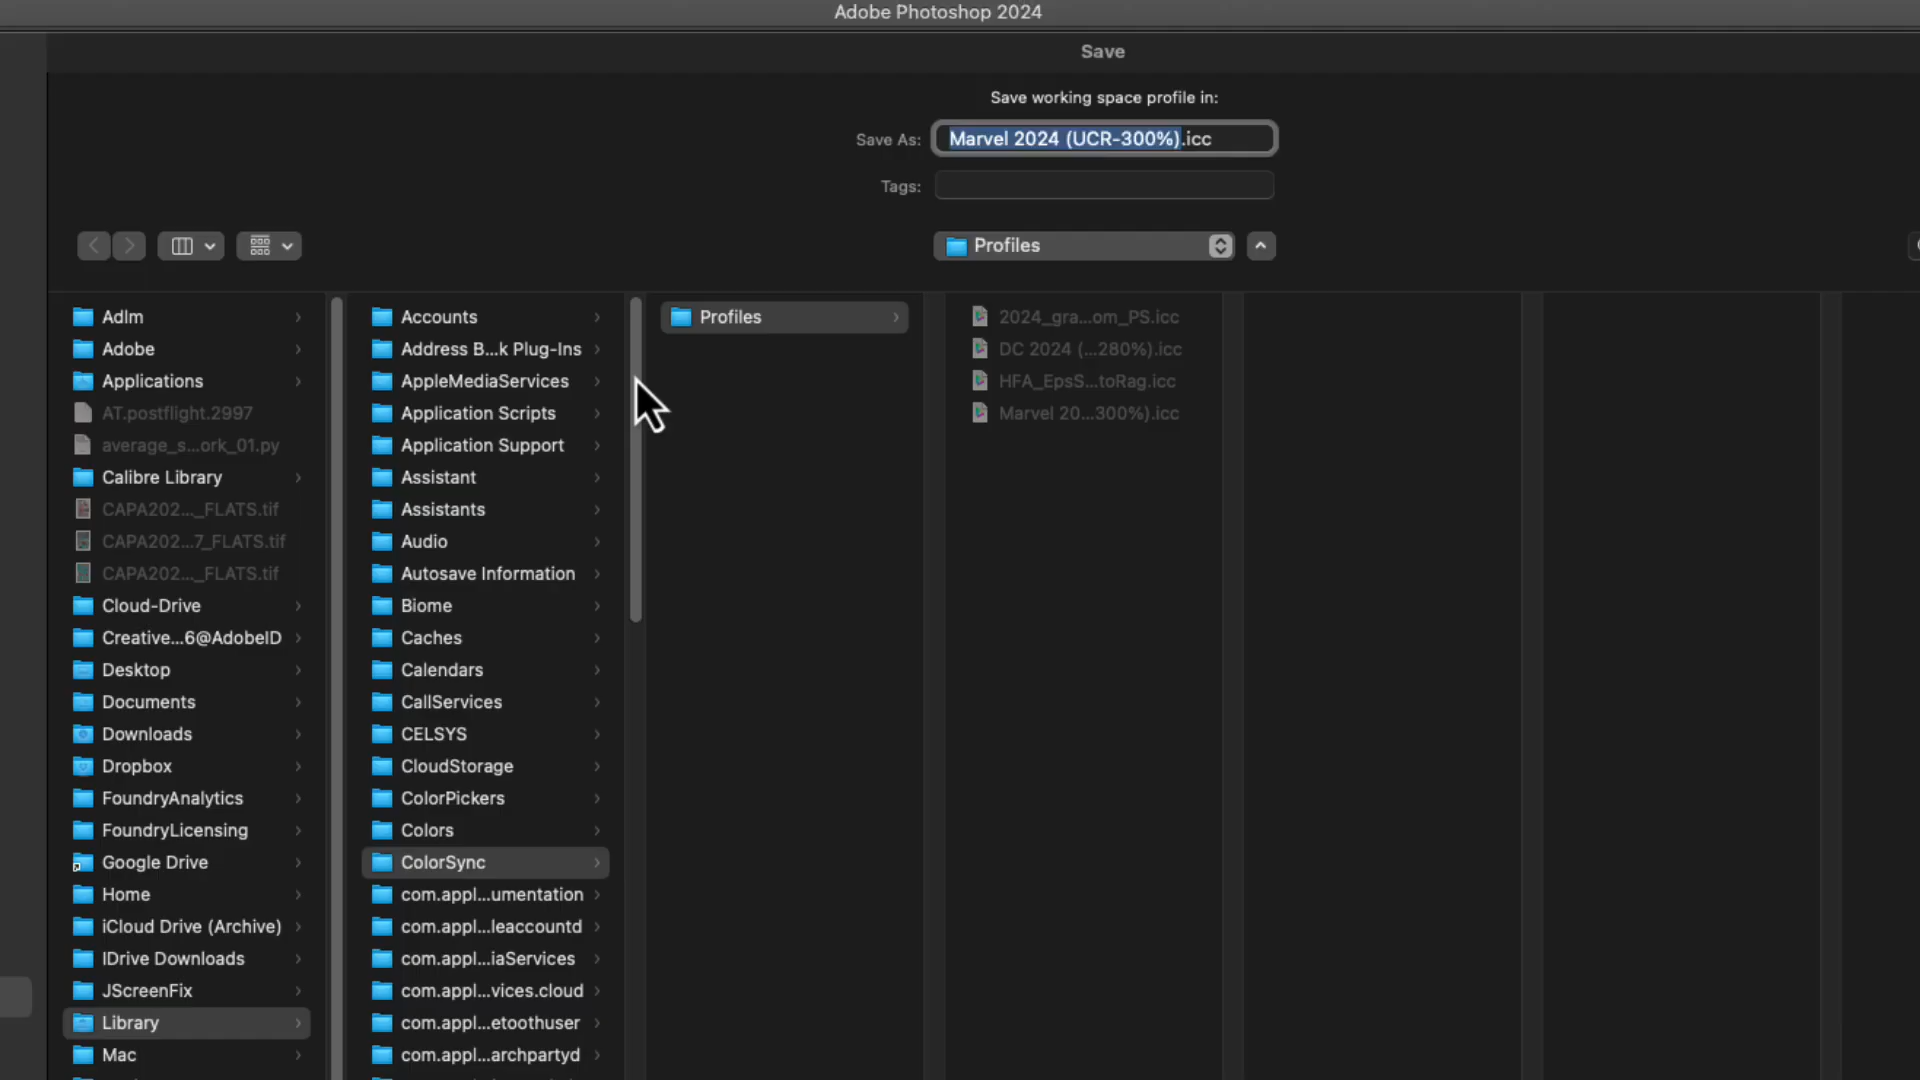 Adobe Photoshop 2024
Save
Save working space profile in:
Save As: Marvel 2024 (UCR-300%).icc
Tags:
Profiles
Adlm
Adobe
Applications
AT.postflight.2997
average_s...ork_01.py
Calibre Library
CAPA202..._FLATS.tif
CAPA202...7_FLATS.tif
CAPA202..._FLATS.tif
Cloud-Drive
Creative...6@AdobeID
Desktop
Documents
Downloads
Dropbox
FoundryAnalytics
FoundryLicensing
Google Drive
Home
iCloud Drive (Archive)
IDrive Downloads
JScreenFix
Library
Mac
Accounts
Address B...k Plug-Ins
AppleMediaServices
Application Scripts
Application Support
Assistant
Assistants
Audio
Autosave Information
Biome
Caches
Calendars
CallServices
CELSYS
CloudStorage
ColorPickers
Colors
ColorSync
com.appl...umentation
com.appl...leaccountd
com.appl...iaServices
com.appl...vices.cloud
com.appl...etoothuser
com.appl...archpartyd
Profiles
2024_gra...om_PS.icc
DC 2024 (...280%).icc
HFA_EpsS...toRag.icc
Marvel 20...300%).icc